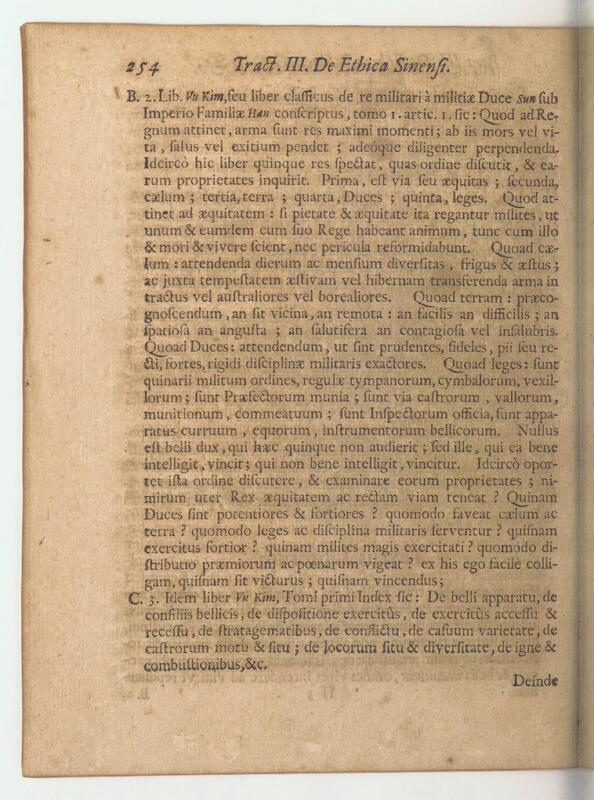 254 Tract. III. De Ethica Sinensi.
B. 2. Lib. Vu Kim, seu liber classicus de re militari à militiæ Duce Sun sub
Imperio Familiæ Han conscriptus, tomo 1. artic. 1. sic: Quod ad Re-
gnum attinet, arma sunt res maximi momenti; ab iis mors vel vi-
ta, salus vel exitium pendet; adeóque diligenter perpendenda.
Idcircò hic liber quinque res spectat, quas ordine discutit, & ea-
rum proprietates inquirit. Prima, est via seu æquitas; secunda,
cælum; tertia, terra; quarta, Duces; quinta, leges. Quod at-
tinet ad æquitatem: si pietate & æquitate ita regantur milites, ut
unum & eumdem cum suo Rege habeant animum, tunc cum illo
& mori & vivere scient, nec pericula reformidabunt. Quoad cæ-
lum: attendenda dierum ac mensium diversitas, frigus & æstus;
ac juxta tempestatem æstivam vel hibernam transferenda arma in
tractus vel australiores vel borealiores. Quoad terram: præco-
gnoscendum, an sit vicina, an remota: an facilis an difficilis; an
spatiosa an angusta; an salutifera an contagiosa vel insalubris.
Quoad Duces: attendendum, ut sint prudentes, fideles, pii seu re-
cti, fortes, rigidi disciplinæ militaris exactores. Quoad leges: sunt
quinarii militum ordines, regulæ tympanorum, cymbalorum, vexil-
lorum; sunt Præfectorum munia; sunt via castrorum, vallorum,
munitionum, commeatuum; sunt Inspectorum officia, sunt appa-
ratus curruum, equorum, instrumentorum bellicorum. Nullus
est belli dux, qui hæc quinque non audierit; sed ille, qui ea bene
intelligit, vincit; qui non bene intelligit, vincitur. Idcircò opor-
tet ista ordine discutere, & examinare eorum proprietates; ni-
mirum uter Rex æquitatem ac rectam viam teneat? Quinam
Duces sint potentiores & fortiores? quomodo faveat cælum ac
terra? quomodo leges ac disciplina militaris serventur? quisnam
exercitus fortior? quinam milites magis exercitati? quomodo di-
stributio præmiorum ac pœnarum vigeat? ex his ego facilè colli-
gam, quisnam sit victurus; quisnam vincendus;
C. 3. Idem liber Vu Kim, Tomi primi Index sic: De belli apparatu, de
consiliis bellicis, de dispositione exercitûs, de exercitûs accessu &
recessu, de stratagematibus, de conflictu, de casuum varietate, de
castrorum motu & situ; de locorum situ & diversitate, de igne &
combustionibus, &c.
Deinde